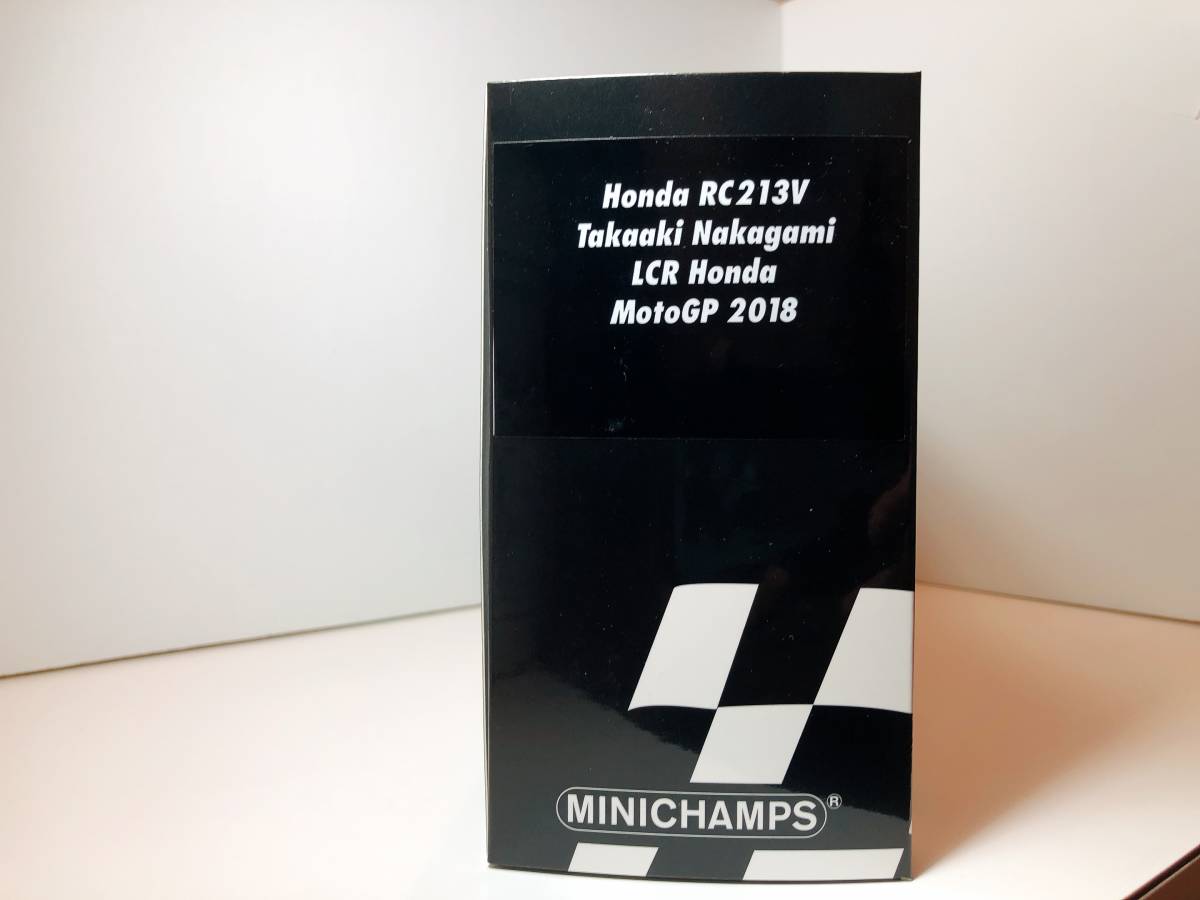 Honda RC213V
Takaaki Nakagami
LCR Honda
MotoGP 2018
MINICHAMPS®